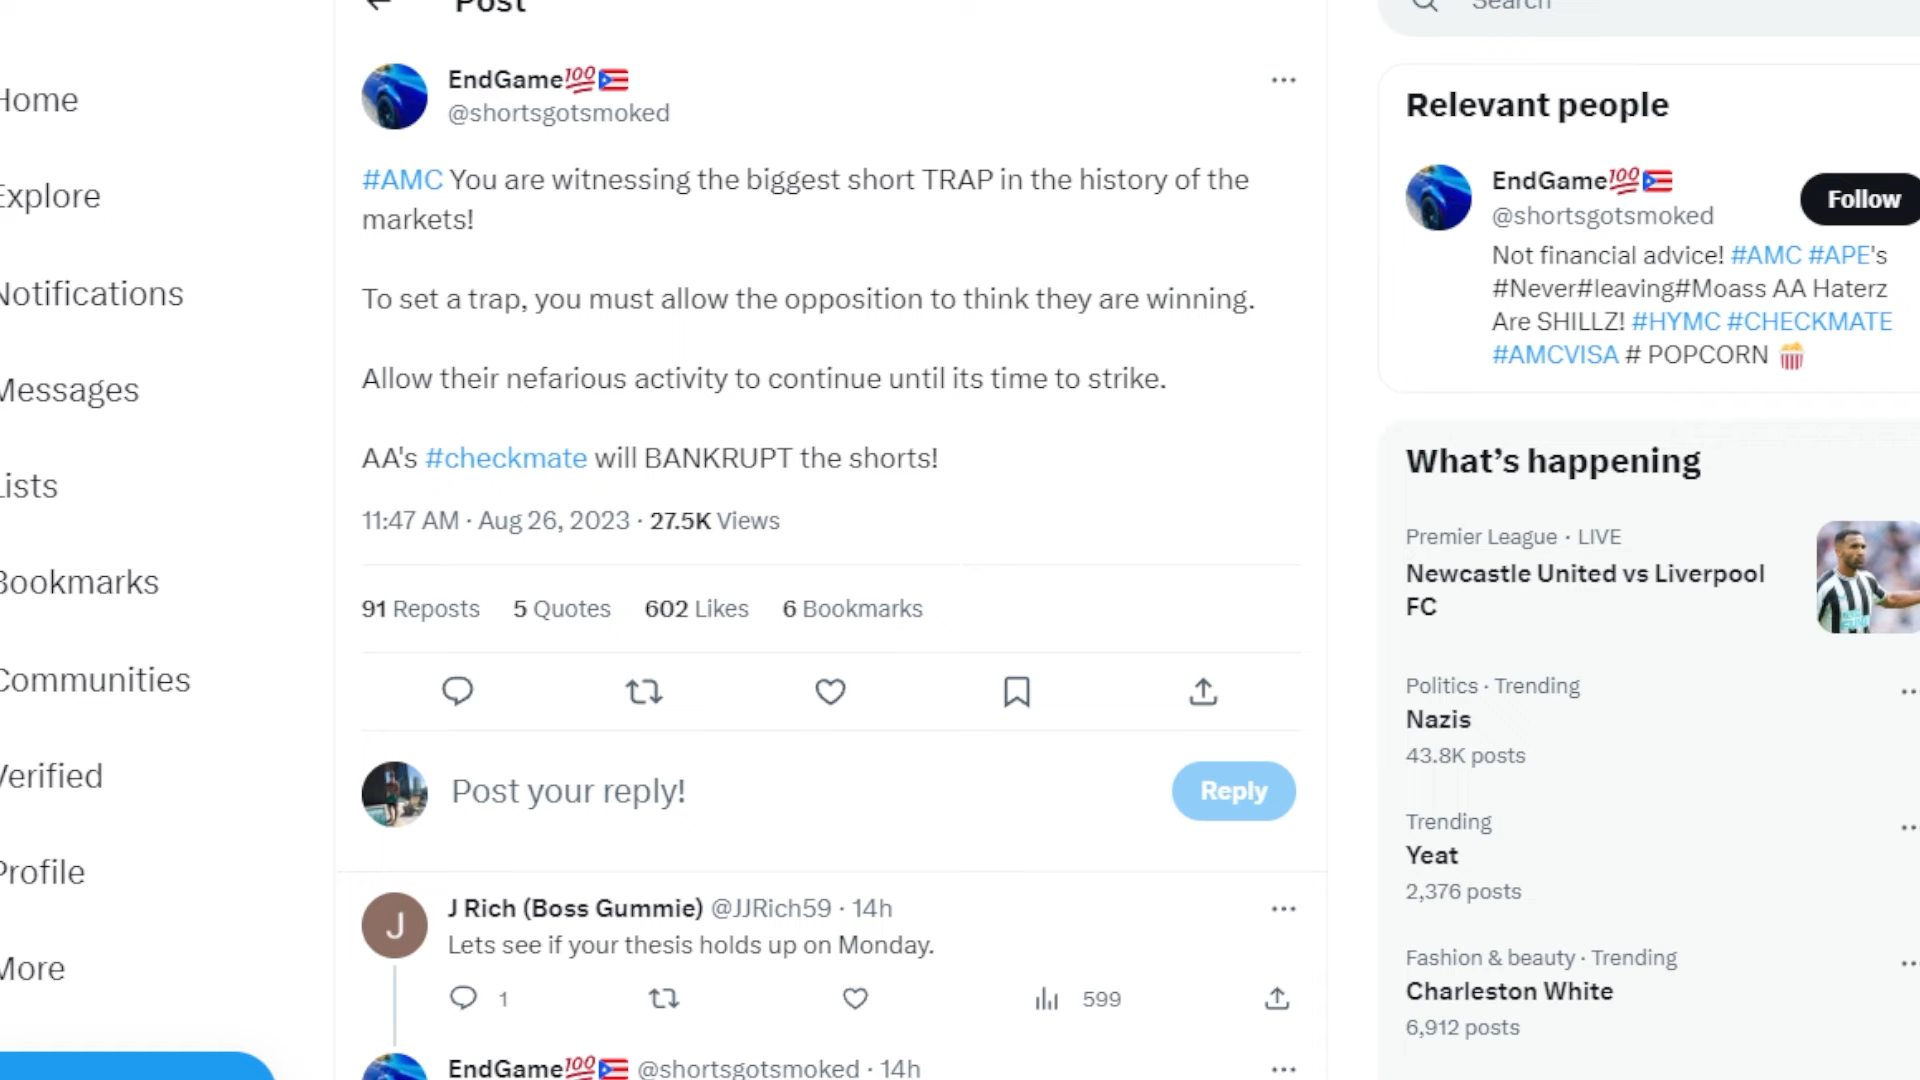 Post
Search
Home
Explore
Notifications
Messages
Lists
Bookmarks
Communities
Verified
Profile
More
EndGame💯🇵🇷
@shortsgotsmoked
#AMC You are witnessing the biggest short TRAP in the history of the
markets!
To set a trap, you must allow the opposition to think they are winning.
Allow their nefarious activity to continue until its time to strike.
AA's #checkmate will BANKRUPT the shorts!
11:47 AM · Aug 26, 2023 · 27.5K Views
91 Reposts 5 Quotes 602 Likes 6 Bookmarks
Post your reply!
Reply
J
J Rich (Boss Gummie) @JJRich59 · 14h
Lets see if your thesis holds up on Monday.
1 599
EndGame💯🇵🇷 @shortsgotsmoked · 14h
Relevant people
EndGame💯🇵🇷
@shortsgotsmoked
Follow
Not financial advice! #AMC #APE's
#Never#leaving#Moass AA Haterz
Are SHILLZ! #HYMC #CHECKMATE
#AMCVISA # POPCORN 🍿
What's happening
Premier League · LIVE
Newcastle United vs Liverpool
FC
Politics · Trending
Nazis
43.8K posts
Trending
Yeat
2,376 posts
Fashion & beauty · Trending
Charleston White
6,912 posts